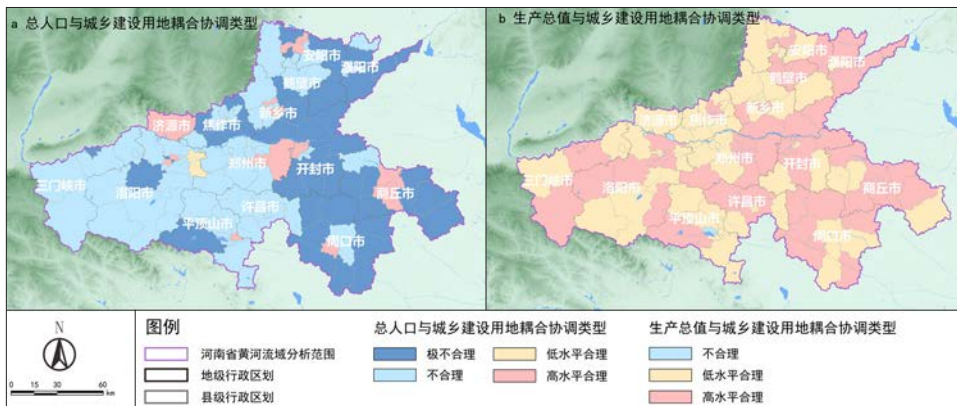 a 总人口与城乡建设用地耦合协调类型
安阳市
濮阳市
鹤壁市
新乡市
济源市
焦作市
三门峡市
洛阳市
郑州市
开封市
商丘市
许昌市
平顶山市
周口市
b 生产总值与城乡建设用地耦合协调类型
安阳市
濮阳市
鹤壁市
新乡市
济源市
焦作市
三门峡市
洛阳市
郑州市
开封市
商丘市
许昌市
平顶山市
周口市
N
0 15 30 60
km
图例
河南省黄河流域分析范围
地级行政区划
县级行政区划
总人口与城乡建设用地耦合协调类型
极不合理
低水平合理
不合理
高水平合理
生产总值与城乡建设用地耦合协调类型
不合理
低水平合理
高水平合理